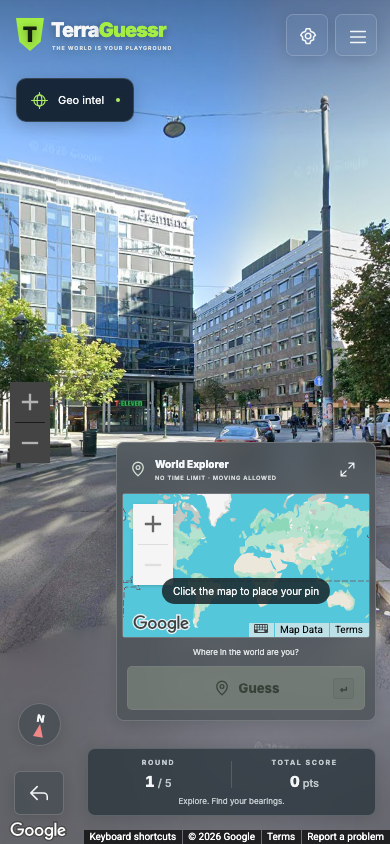 TerraGuessr
THE WORLD IS YOUR PLAYGROUND
Geo intel
© 2026 Google
Fremtind
ELEVEN
World Explorer
NO TIME LIMIT · MOVING ALLOWED
Click the map to place your pin
Google
Map Data
Terms
Where in the world are you?
Guess
N
ROUND
1 / 5
TOTAL SCORE
0 pts
Explore. Find your bearings.
Google
Keyboard shortcuts
© 2026 Google
Terms
Report a problem